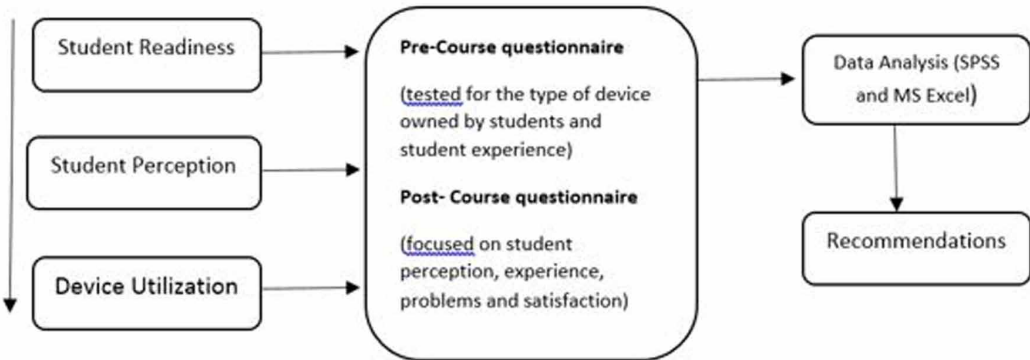 Student Readiness
Student Perception
Device Utilization
Pre-Course questionnaire
(tested for the type of device
owned by students and
student experience)
Post- Course questionnaire
(focused on student
perception, experience,
problems and satisfaction)
Data Analysis (SPSS
and MS Excel)
Recommendations